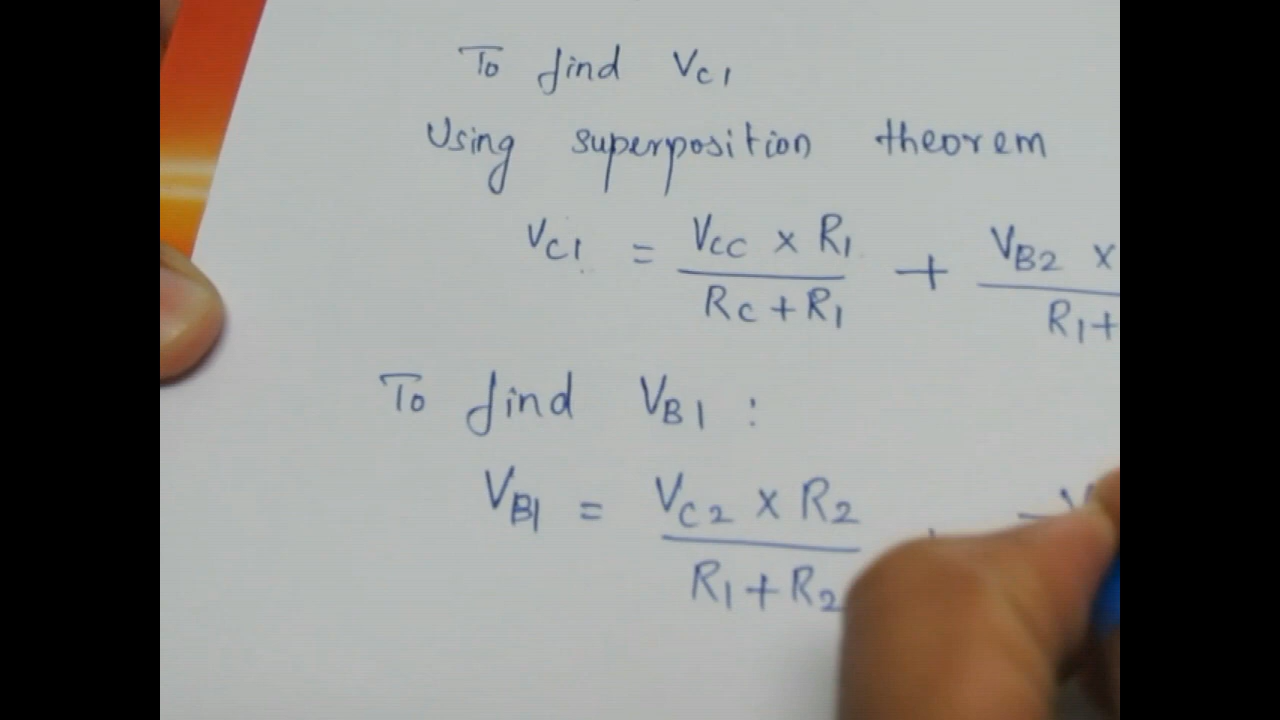 To find VC1
Using superposition theorem
VC1 = VCC × R1 / RC + R1 + VB2 × / R1 +
To find VB1 :
VB1 = VC2 × R2 / R1 + R2 + -V